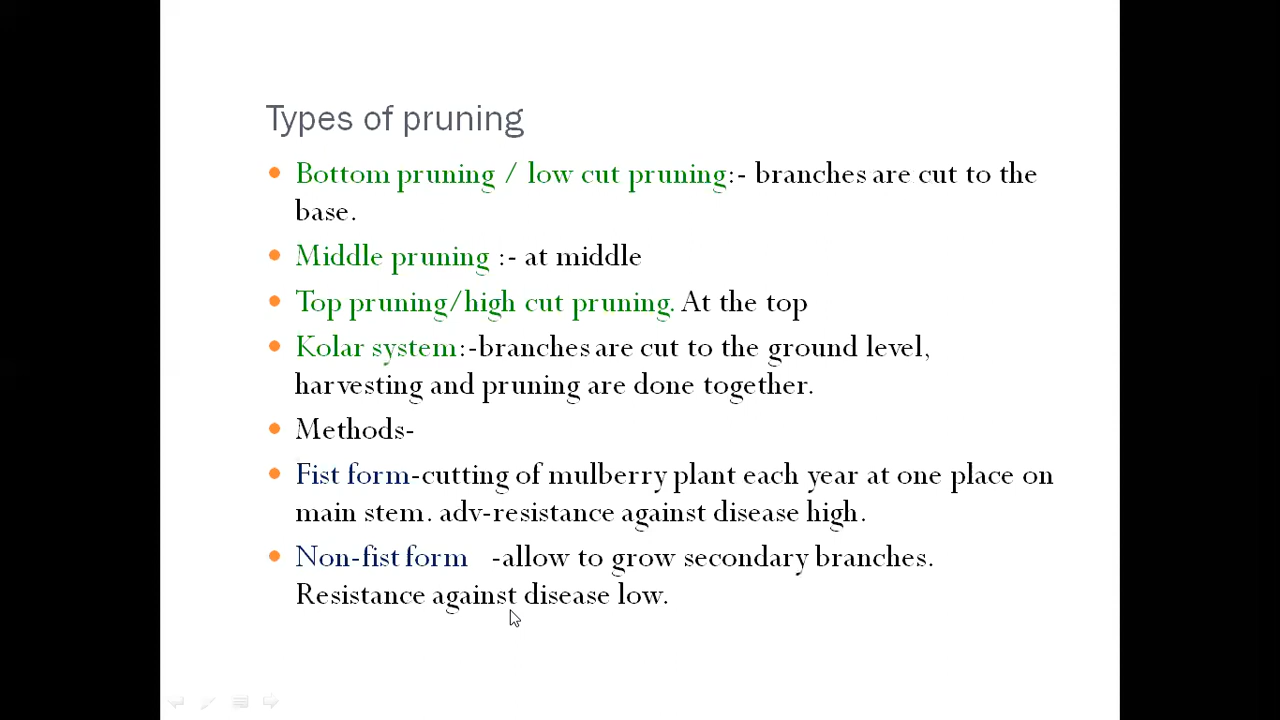 Types of pruning
Bottom pruning / low cut pruning:- branches are cut to the
base.
Middle pruning :- at middle
Top pruning/high cut pruning. At the top
Kolar system:-branches are cut to the ground level,
harvesting and pruning are done together.
Methods-
Fist form-cutting of mulberry plant each year at one place on
main stem. adv-resistance against disease high.
Non-fist form -allow to grow secondary branches.
Resistance against disease low.